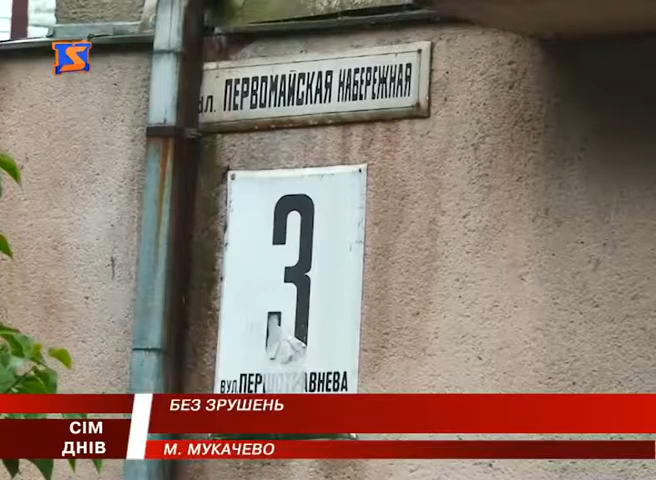 ул. ПЕРВОМАЙСКАЯ НАБЕРЕЖНАЯ
3
ВУЛ. ПЕРШОТРАВНЕВА
БЕЗ ЗРУШЕНЬ
СІМ
ДНІВ
М. МУКАЧЕВО